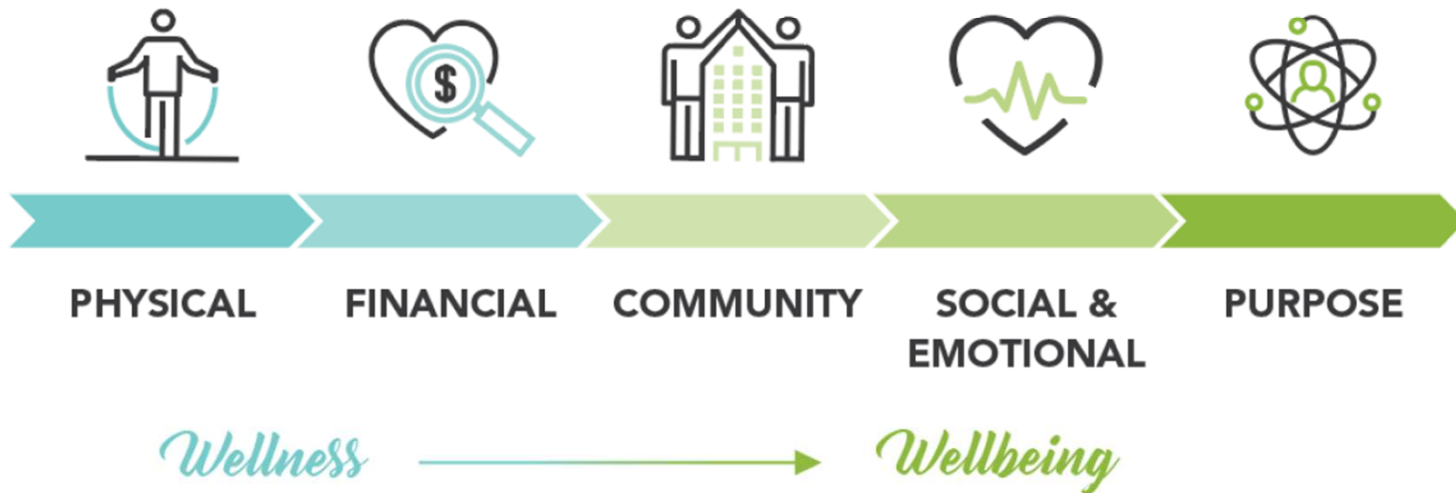 $
PHYSICAL
FINANCIAL
COMMUNITY
SOCIAL &
EMOTIONAL
PURPOSE
Wellness
Wellbeing